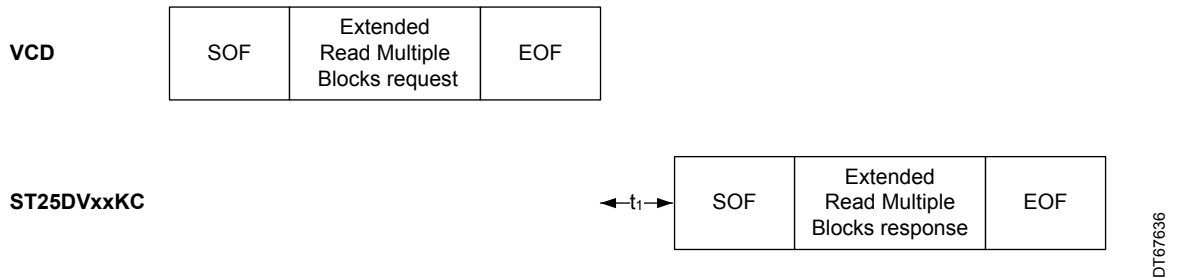 VCD
SOF
Extended
Read Multiple
Blocks request
EOF
ST25DVxxKC
t1
SOF
Extended
Read Multiple
Blocks response
EOF
DT67636